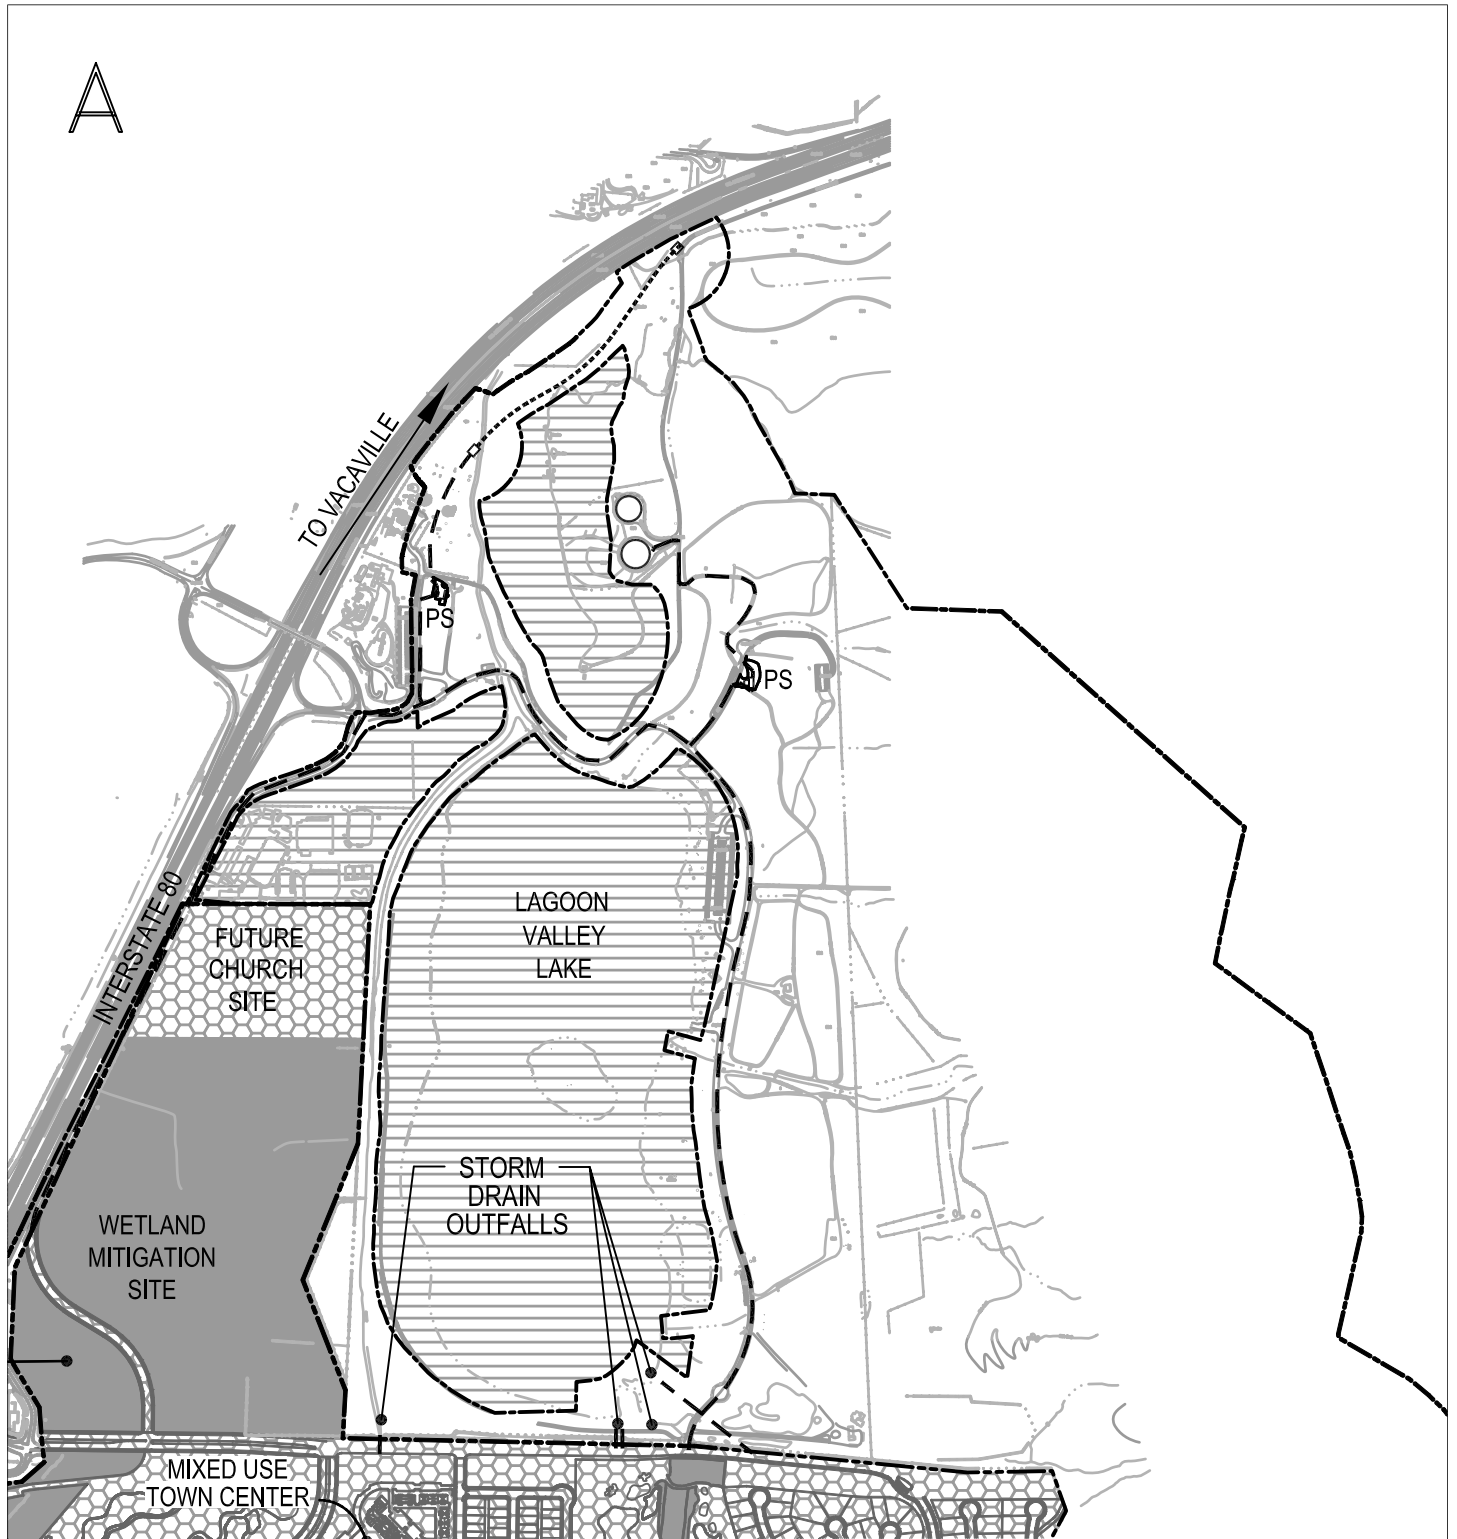 A
TO VACAVILLE
PS
PS
INTERSTATE 80
LAGOON
VALLEY
LAKE
FUTURE
CHURCH
SITE
STORM
DRAIN
OUTFALLS
WETLAND
MITIGATION
SITE
MIXED USE
TOWN CENTER